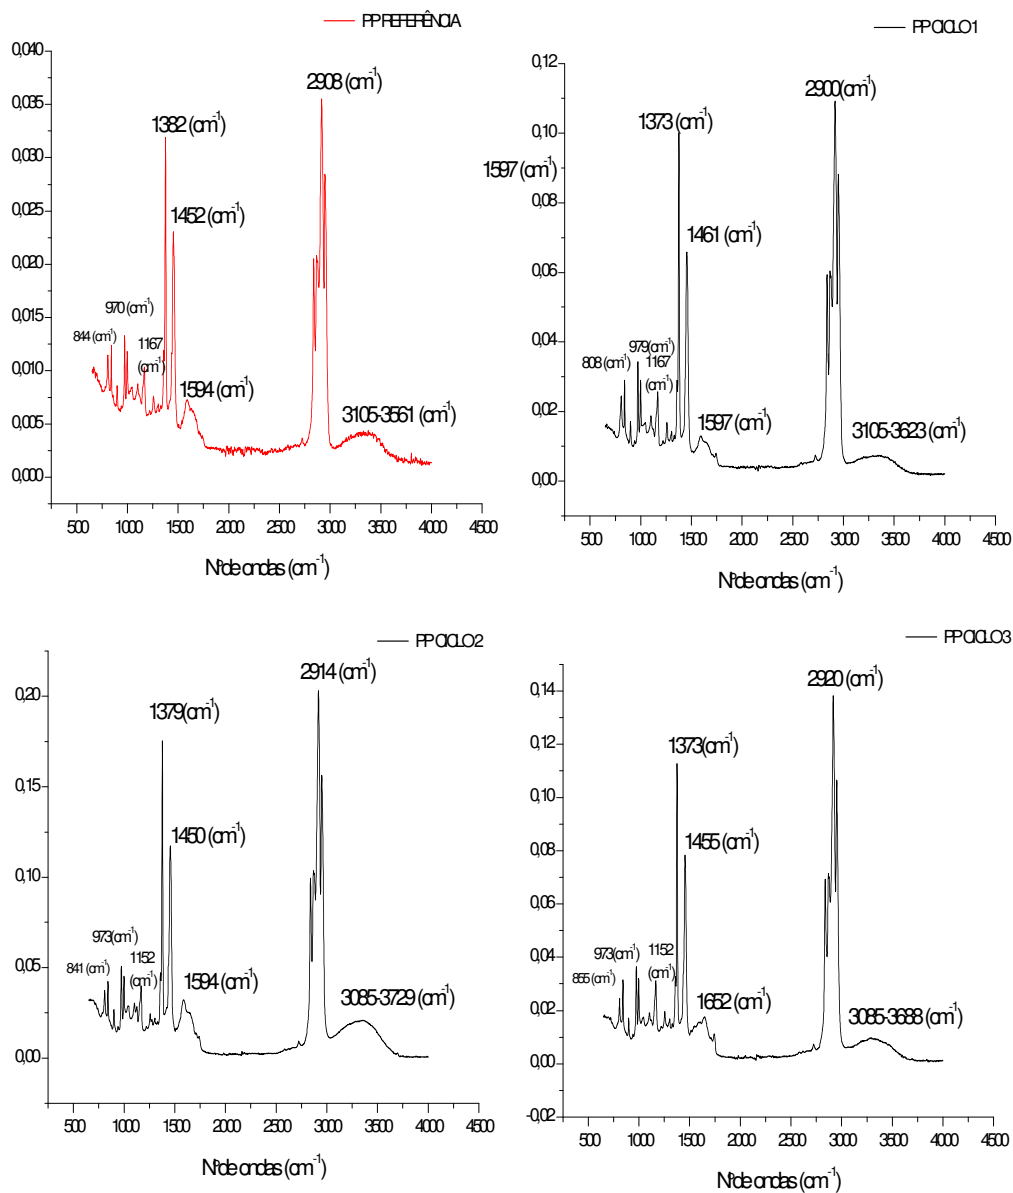 PP REFERÊNCIA
0,040
0,035
0,030
0,025
0,020
0,015
0,010
0,005
0,000
2908 (cm-1)
1382 (cm-1)
1452 (cm-1)
970 (cm-1)
844 (cm-1)
1167
(cm-1)
1594 (cm-1)
3105-3561 (cm-1)
500 1000 1500 2000 2500 3000 3500 4000 4500
Nº de ondas (cm-1)
PP CICLO 1
0,12
0,10
0,08
0,06
0,04
0,02
0,00
2900(cm-1)
1373 (cm-1)
1597 (cm-1)
1461 (cm-1)
979(cm-1)
808 (cm-1)
1167
(cm-1)
1597 (cm-1)
3105-3623 (cm-1)
500 1000 1500 2000 2500 3000 3500 4000 4500
Nº de ondas (cm-1)
PP CICLO 2
0,20
0,15
0,10
0,05
0,00
2914 (cm-1)
1379(cm-1)
1450 (cm-1)
973(cm-1)
841 (cm-1)
1152
(cm-1)
1594 (cm-1)
3085-3729 (cm-1)
500 1000 1500 2000 2500 3000 3500 4000 4500
Nº de ondas (cm-1)
PP CICLO 3
0,14
0,12
0,10
0,08
0,06
0,04
0,02
0,00
-0,02
2920 (cm-1)
1373(cm-1)
1455 (cm-1)
973(cm-1)
855 (cm-1)
1152
(cm-1)
1652 (cm-1)
3085-3688 (cm-1)
500 1000 1500 2000 2500 3000 3500 4000 4500
Nº de ondas (cm-1)